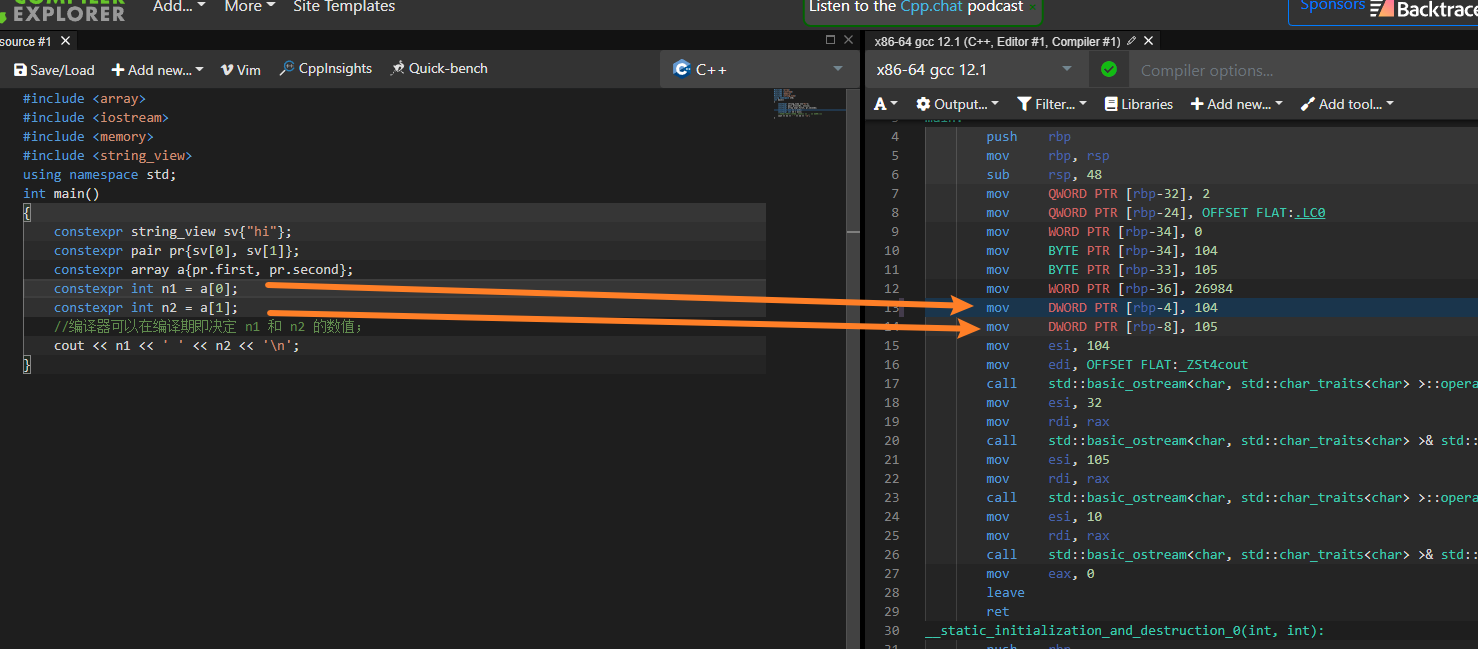 COMPILER
EXPLORER
Add...
More
Site Templates
Listen to the Cpp.chat podcast
Sponsors
Backtrace
source #1
Save/Load
Add new...
Vim
CppInsights
Quick-bench
C++
#include <array>
#include <iostream>
#include <memory>
#include <string_view>
using namespace std;
int main()
{
constexpr string_view sv{"hi"};
constexpr pair pr{sv[0], sv[1]};
constexpr array a{pr.first, pr.second};
constexpr int n1 = a[0];
constexpr int n2 = a[1];
//编译器可以在编译期即决定 n1 和 n2 的数值;
cout << n1 << ' ' << n2 << '\n';
}
x86-64 gcc 12.1 (C++, Editor #1, Compiler #1)
x86-64 gcc 12.1
Compiler options...
A
Output...
Filter...
Libraries
Add new...
Add tool...
3 main:
4 push rbp
5 mov rbp, rsp
6 sub rsp, 48
7 mov QWORD PTR [rbp-32], 2
8 mov QWORD PTR [rbp-24], OFFSET FLAT:.LC0
9 mov WORD PTR [rbp-34], 0
10 mov BYTE PTR [rbp-34], 104
11 mov BYTE PTR [rbp-33], 105
12 mov WORD PTR [rbp-36], 26984
13 mov DWORD PTR [rbp-4], 104
14 mov DWORD PTR [rbp-8], 105
15 mov esi, 104
16 mov edi, OFFSET FLAT:_ZSt4cout
17 call std::basic_ostream<char, std::char_traits<char> >::opera
18 mov esi, 32
19 mov rdi, rax
20 call std::basic_ostream<char, std::char_traits<char> >& std::
21 mov esi, 105
22 mov rdi, rax
23 call std::basic_ostream<char, std::char_traits<char> >::opera
24 mov esi, 10
25 mov rdi, rax
26 call std::basic_ostream<char, std::char_traits<char> >& std::
27 mov eax, 0
28 leave
29 ret
30 __static_initialization_and_destruction_0(int, int):
31 push rbp